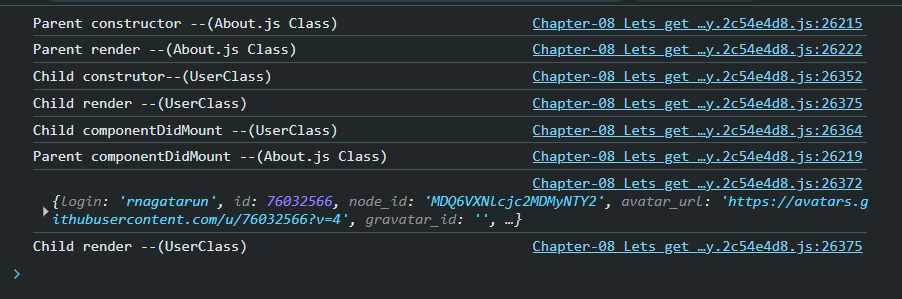 Parent constructor --(About.js Class) Chapter-08 Lets get …y.2c54e4d8.js:26215
Parent render --(About.js Class) Chapter-08 Lets get …y.2c54e4d8.js:26222
Child construtor--(UserClass) Chapter-08 Lets get …y.2c54e4d8.js:26352
Child render --(UserClass) Chapter-08 Lets get …y.2c54e4d8.js:26375
Child componentDidMount --(UserClass) Chapter-08 Lets get …y.2c54e4d8.js:26364
Parent componentDidMount --(About.js Class) Chapter-08 Lets get …y.2c54e4d8.js:26219
Chapter-08 Lets get …y.2c54e4d8.js:26372
{login: 'rnagatarun', id: 76032566, node_id: 'MDQ6VXNlcjc2MDMyNTY2', avatar_url: 'https://avatars.g
ithubusercontent.com/u/76032566?v=4', gravatar_id: '', …}
Child render --(UserClass) Chapter-08 Lets get …y.2c54e4d8.js:26375